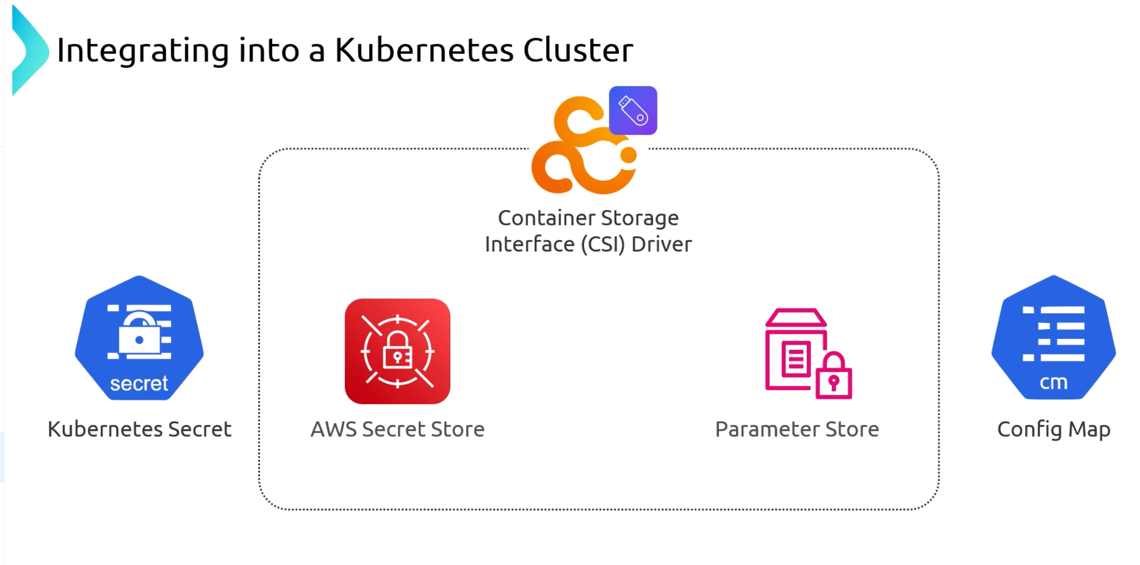 Integrating into a Kubernetes Cluster
Container Storage
Interface (CSI) Driver
secret
cm
Kubernetes Secret
AWS Secret Store
Parameter Store
Config Map